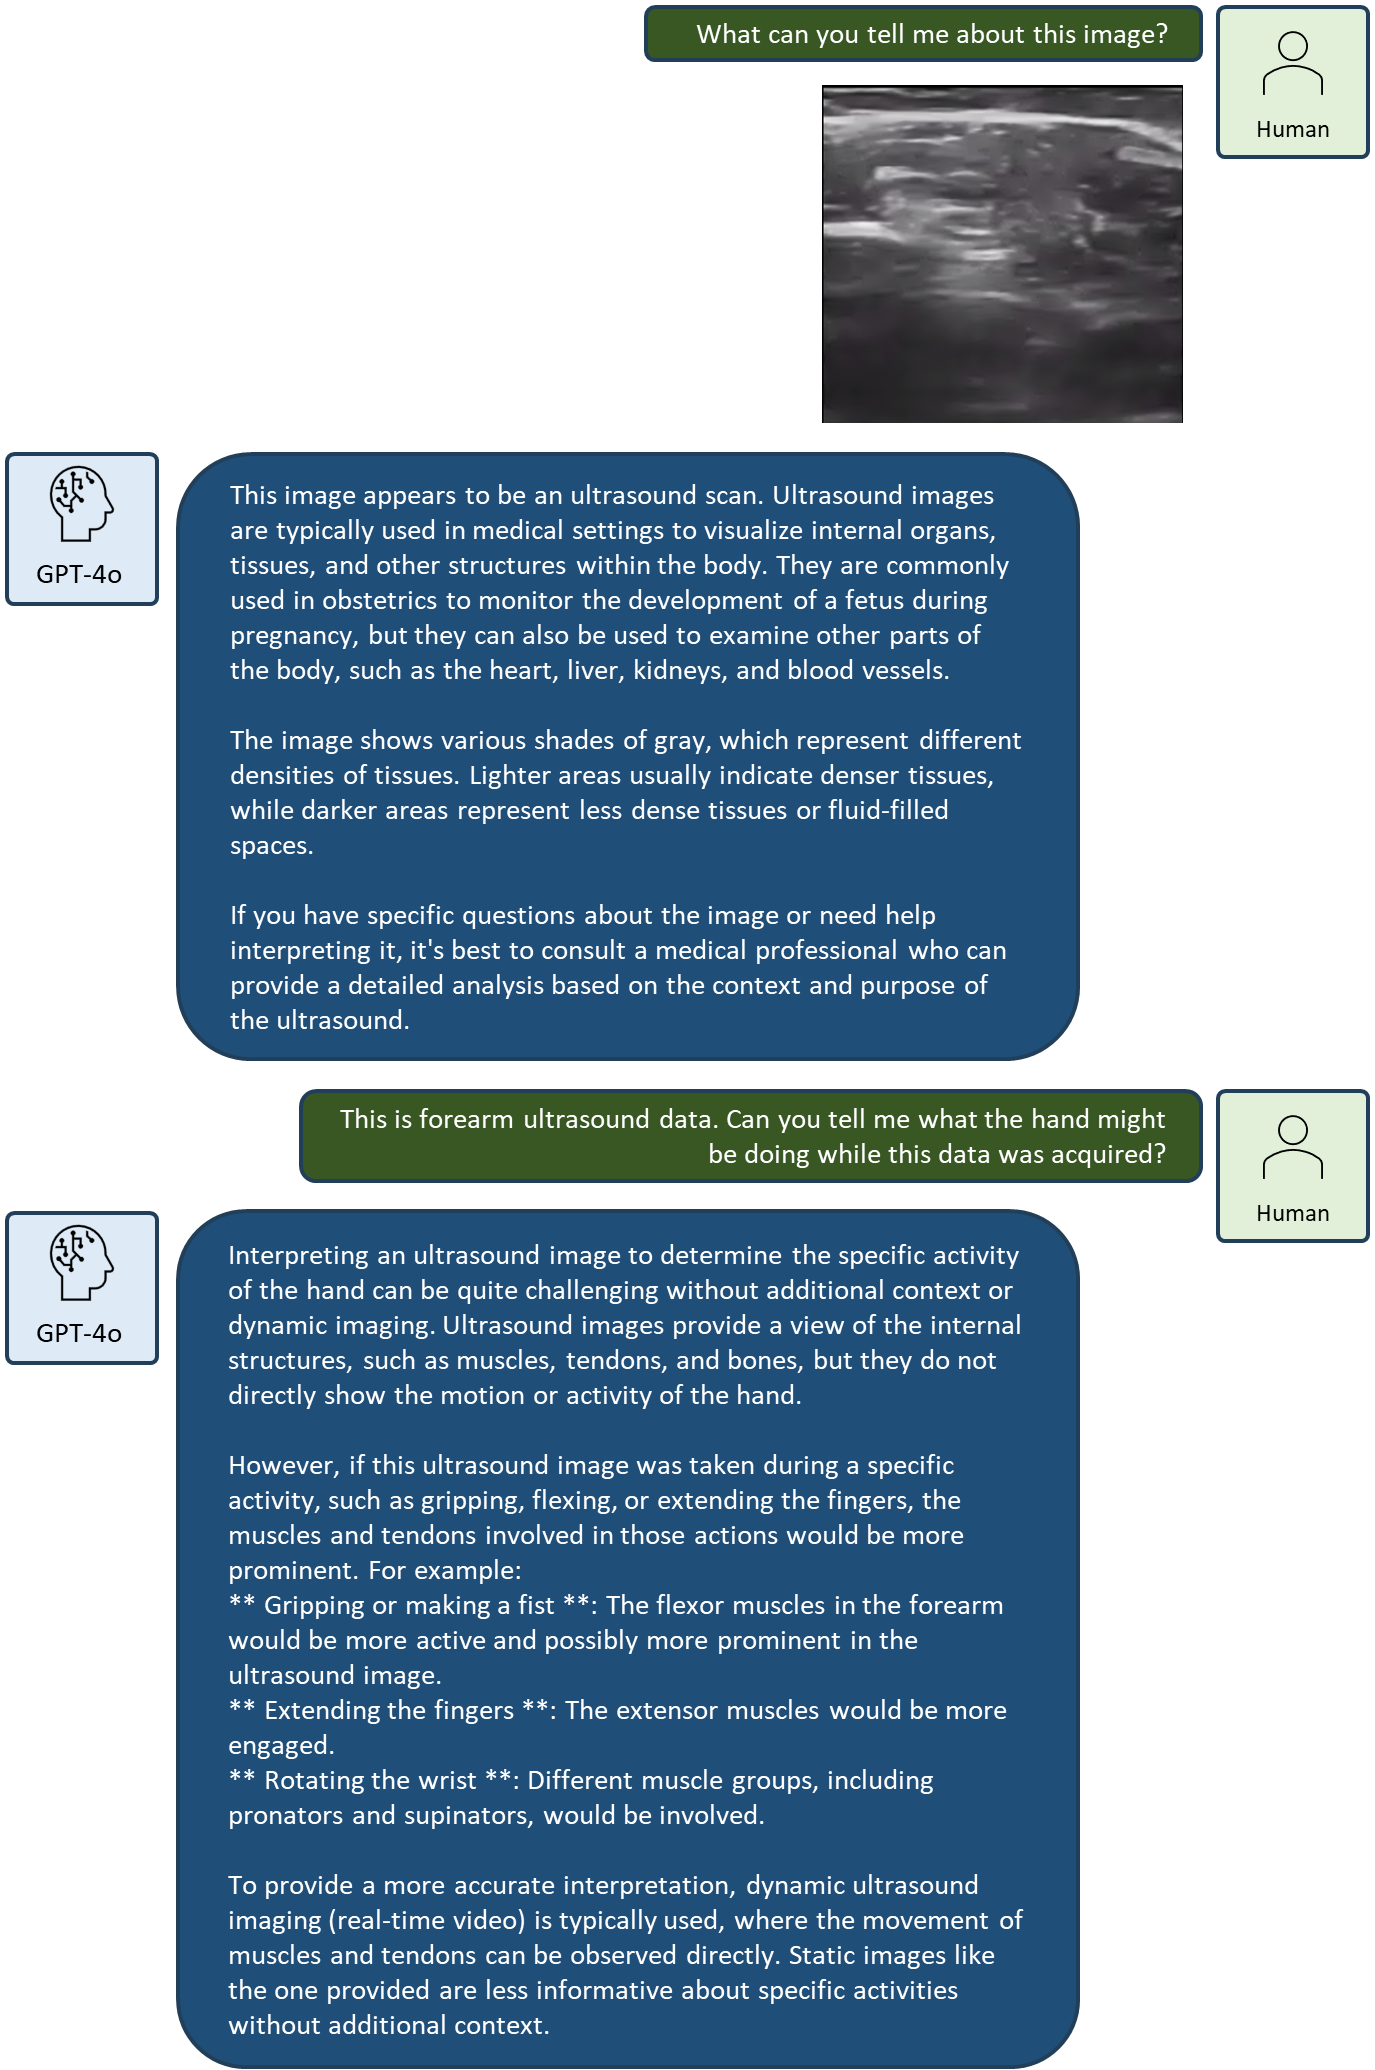 What can you tell me about this image?
Human
This image appears to be an ultrasound scan. Ultrasound images
are typically used in medical settings to visualize internal organs,
tissues, and other structures within the body. They are commonly
used in obstetrics to monitor the development of a fetus during
pregnancy, but they can also be used to examine other parts of
the body, such as the heart, liver, kidneys, and blood vessels.
GPT-4o
The image shows various shades of gray, which represent different
densities of tissues. Lighter areas usually indicate denser tissues,
while darker areas represent less dense tissues or fluid-filled
spaces.
If you have specific questions about the image or need help
interpreting it, it's best to consult a medical professional who can
provide a detailed analysis based on the context and purpose of
the ultrasound.
This is forearm ultrasound data. Can you tell me what the hand might
be doing while this data was acquired?
Human
Interpreting an ultrasound image to determine the specific activity
of the hand can be quite challenging without additional context or
dynamic imaging. Ultrasound images provide a view of the internal
structures, such as muscles, tendons, and bones, but they do not
directly show the motion or activity of the hand.
GPT-4o
However, if this ultrasound image was taken during a specific
activity, such as gripping, flexing, or extending the fingers, the
muscles and tendons involved in those actions would be more
prominent. For example:
** Gripping or making a fist **: The flexor muscles in the forearm
would be more active and possibly more prominent in the
ultrasound image.
** Extending the fingers **: The extensor muscles would be more
engaged.
** Rotating the wrist **: Different muscle groups, including
pronators and supinators, would be involved.
To provide a more accurate interpretation, dynamic ultrasound
imaging (real-time video) is typically used, where the movement of
muscles and tendons can be observed directly. Static images like
the one provided are less informative about specific activities
without additional context.